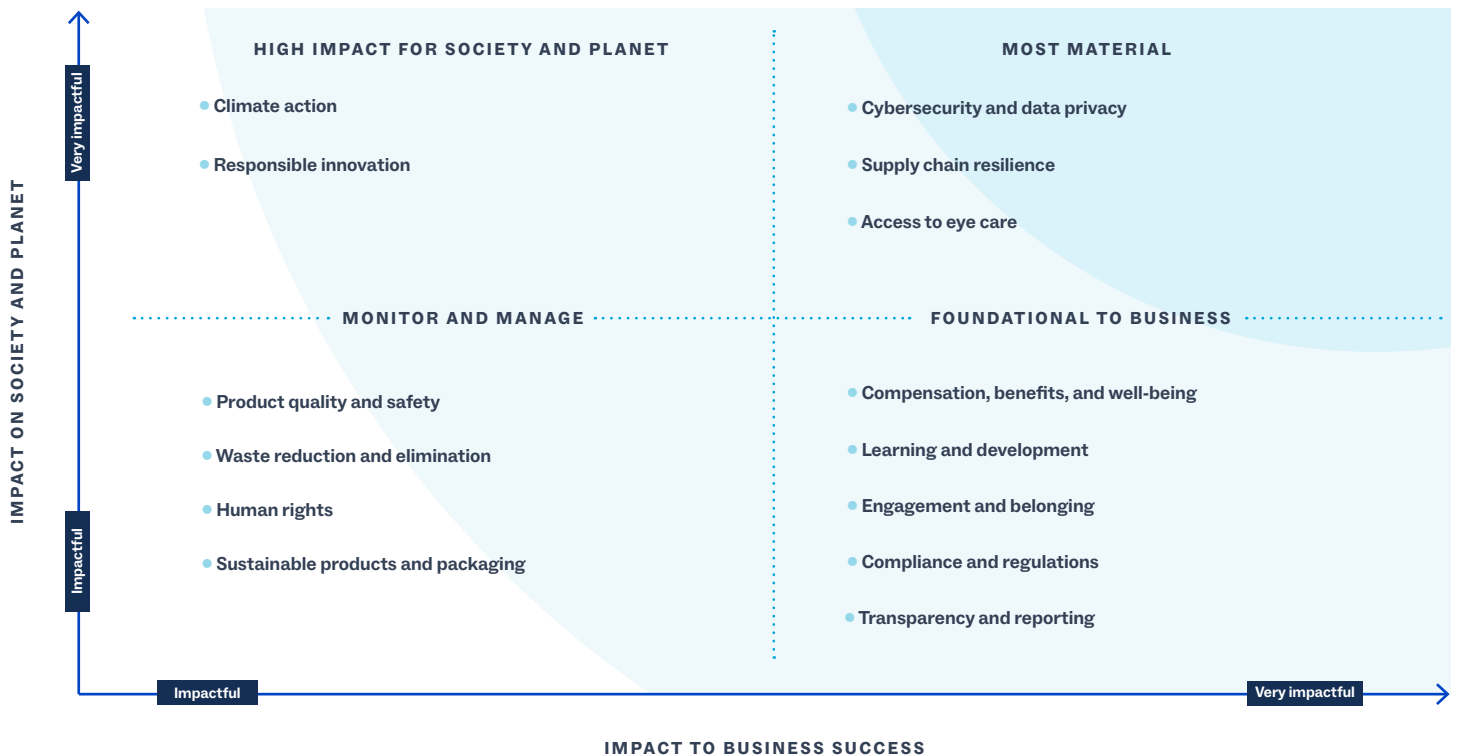 HIGH IMPACT FOR SOCIETY AND PLANET
Climate action
Responsible innovation
MOST MATERIAL
Cybersecurity and data privacy
Supply chain resilience
Access to eye care
MONITOR AND MANAGE
Product quality and safety
Waste reduction and elimination
Human rights
Sustainable products and packaging
FOUNDATIONAL TO BUSINESS
Compensation, benefits, and well-being
Learning and development
Engagement and belonging
Compliance and regulations
Transparency and reporting
IMPACT ON SOCIETY AND PLANET
Very impactful
Impactful
Impactful
Very impactful
IMPACT TO BUSINESS SUCCESS